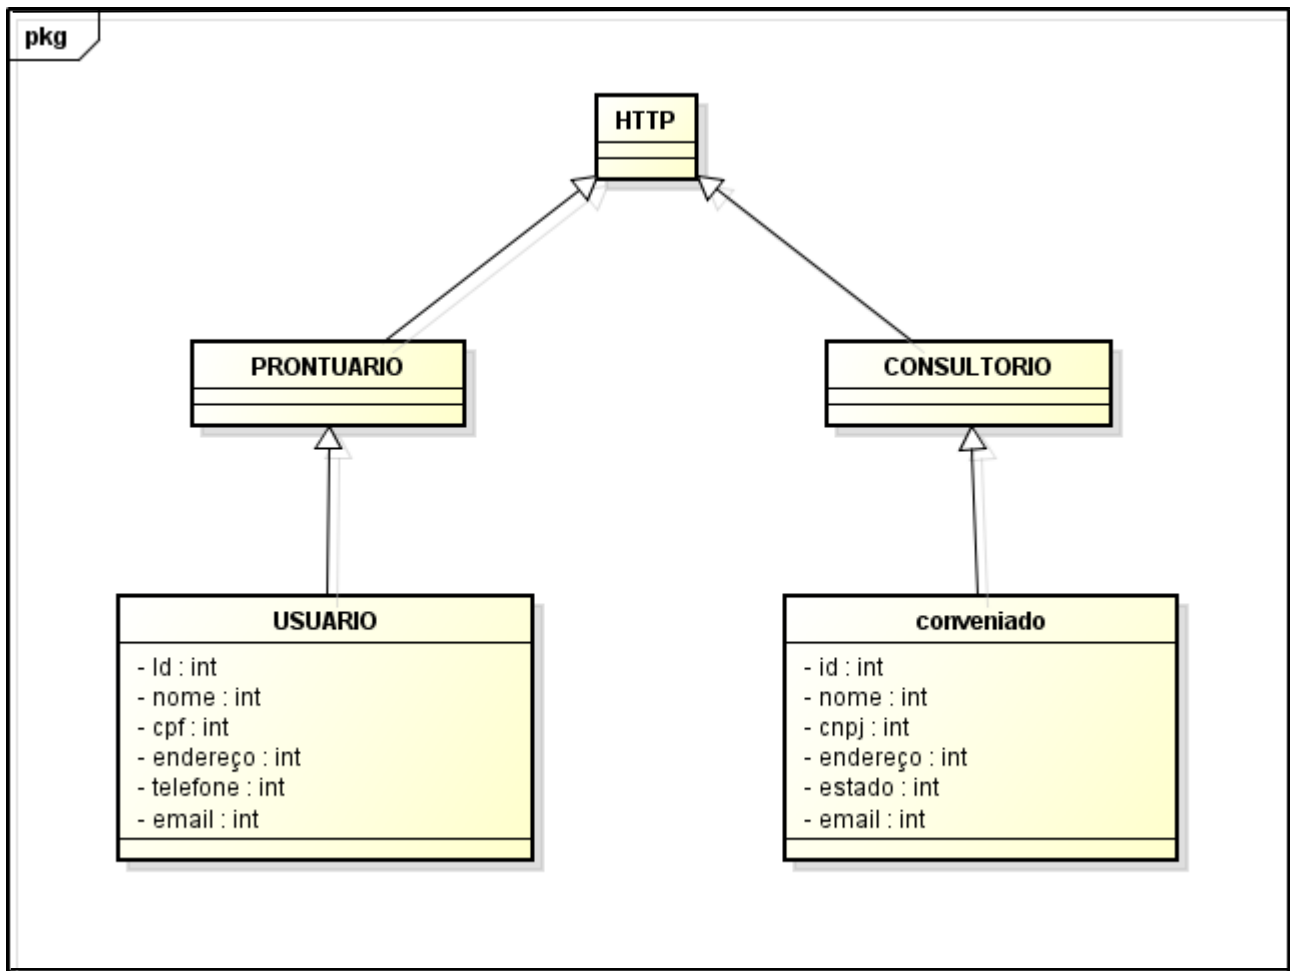 pkg
HTTP
PRONTUARIO
CONSULTORIO
USUARIO
- Id : int
- nome : int
- cpf : int
- endereço : int
- telefone : int
- email : int
conveniado
- id : int
- nome : int
- cnpj : int
- endereço : int
- estado : int
- email : int